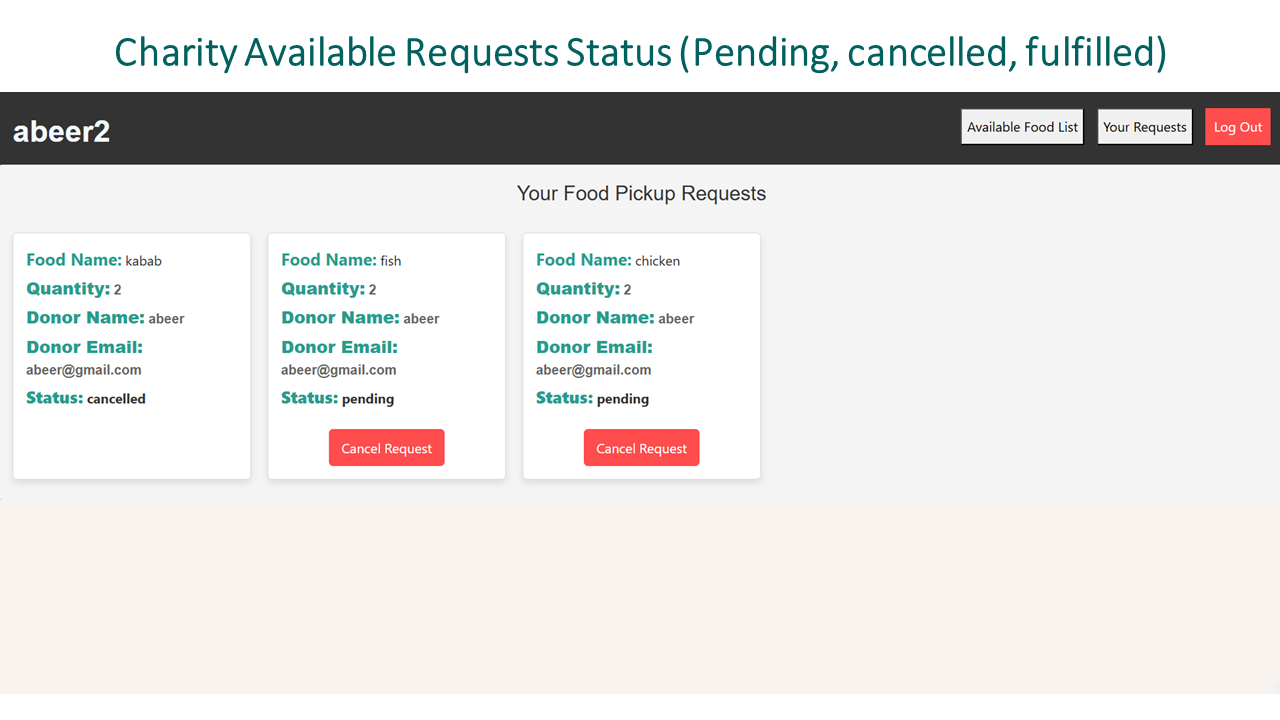 Charity Available Requests Status (Pending, cancelled, fulfilled)
abeer2
Available Food List
Your Requests
Log Out
Your Food Pickup Requests
Food Name: kabab
Quantity: 2
Donor Name: abeer
Donor Email:
abeer@gmail.com
Status: cancelled
Food Name: fish
Quantity: 2
Donor Name: abeer
Donor Email:
abeer@gmail.com
Status: pending
Cancel Request
Food Name: chicken
Quantity: 2
Donor Name: abeer
Donor Email:
abeer@gmail.com
Status: pending
Cancel Request